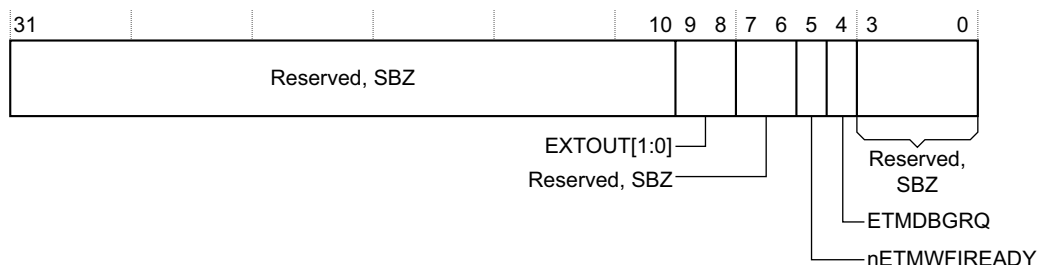 31 10 9 8 7 6 5 4 3 0
Reserved, SBZ
EXTOUT[1:0]
Reserved, SBZ
Reserved,
SBZ
ETMDBGRQ
nETMWFIREADY